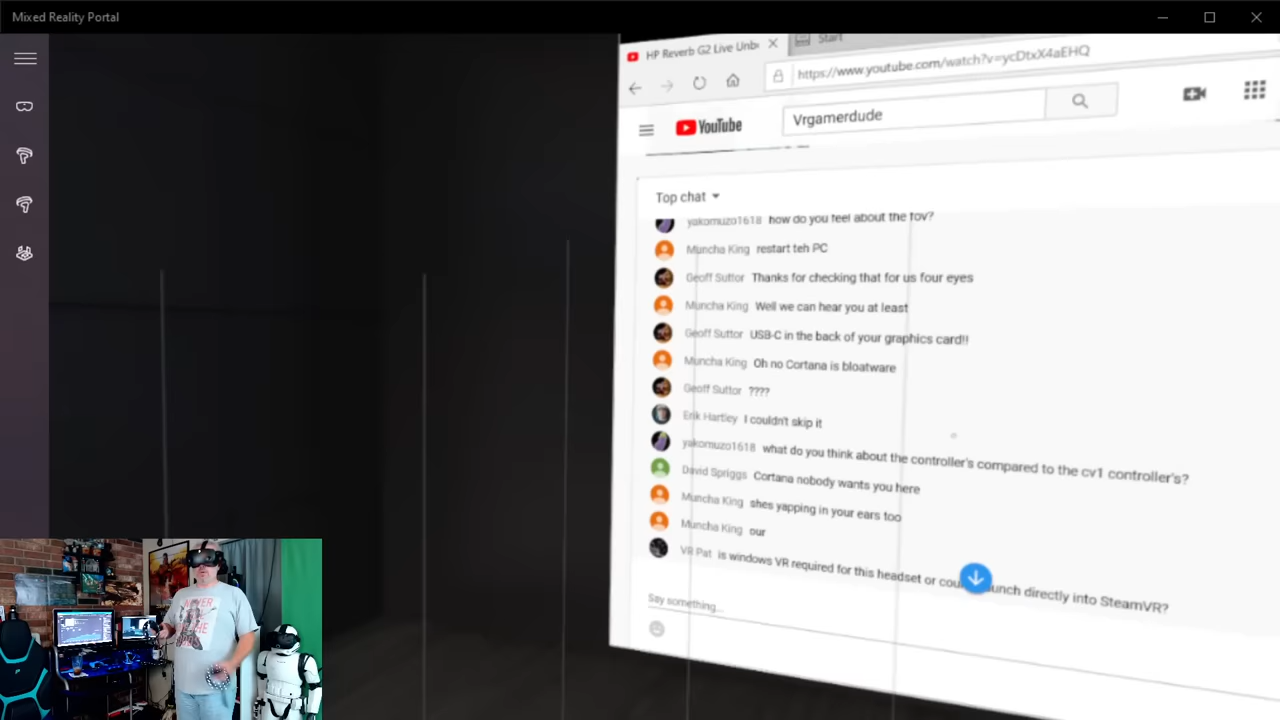 Mixed Reality Portal
HP Reverb G2 Live Unb
Start
https://www.youtube.com/watch?v=ycDtxX4aEHQ
YouTube
Vrgamerdude
Top chat
yakomuzo1618 how do you feel about the fov?
Muncha King restart teh PC
Geoff Suttor Thanks for checking that for us four eyes
Muncha King Well we can hear you at least
Geoff Suttor USB-C in the back of your graphics card!!
Muncha King Oh no Cortana is bloatware
Geoff Suttor ????
Erik Hartley I couldn't skip it
yakomuzo1618 what do you think about the controller's compared to the cv1 controller's?
David Spriggs Cortana nobody wants you here
Muncha King shes yapping in your ears too
Muncha King our
VR Pat is windows VR required for this headset or cou unch directly into SteamVR?
Say something...